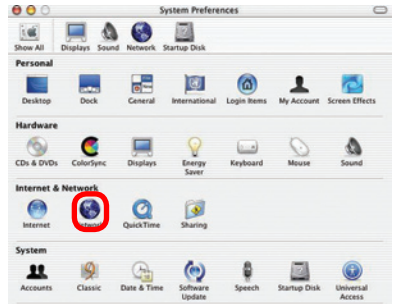 System Preferences
Show All Displays Sound Network Startup Disk
Personal
Desktop Dock General International Login Items My Account Screen Effects
Hardware
CDs & DVDs ColorSync Displays Energy Saver Keyboard Mouse Sound
Internet & Network
Internet Network QuickTime Sharing
System
Accounts Classic Date & Time Software Update Speech Startup Disk Universal Access